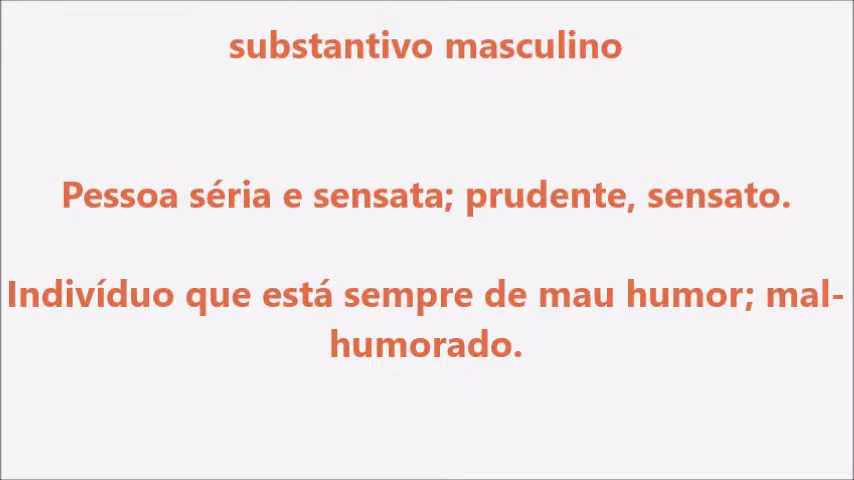 substantivo masculino
Pessoa séria e sensata; prudente, sensato.
Indivíduo que está sempre de mau humor; mal-
humorado.